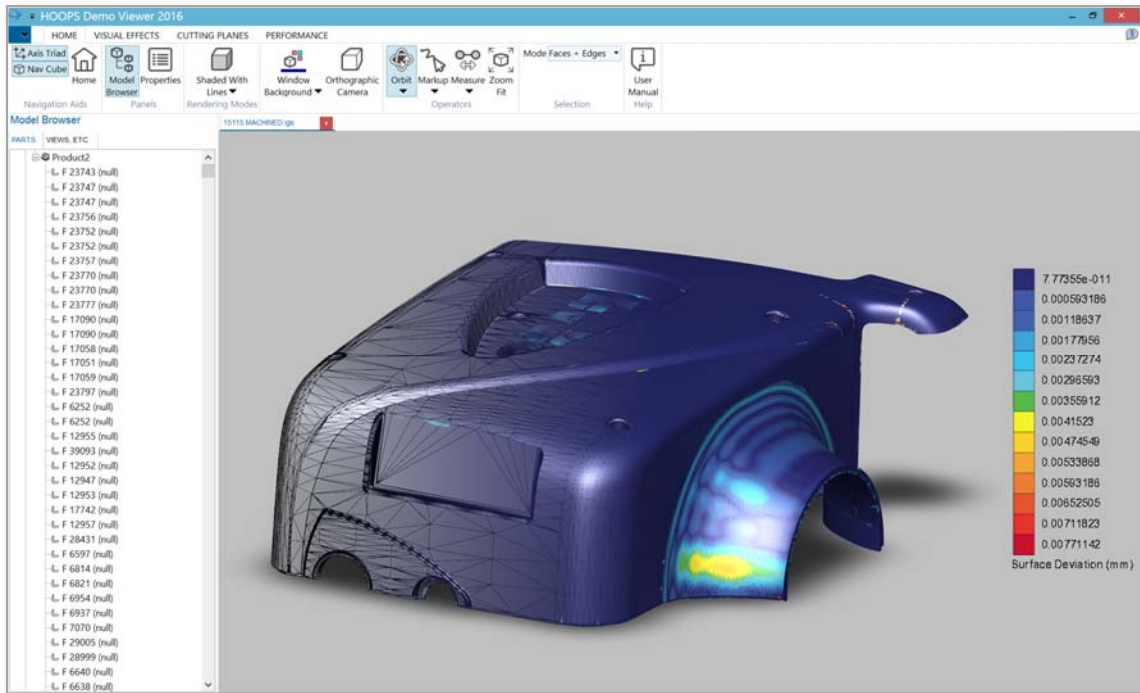 HOOPS Demo Viewer 2016
HOME VISUAL EFFECTS CUTTING PLANES PERFORMANCE
Axis Triad
Nav Cube
Home
Navigation Aids
Model Browser
Properties
Panels
Shaded With Lines
Rendering Modes
Window Background
Orthographic Camera
Orbit
Markup
Measure
Zoom Fit
Operators
Mode Faces + Edges
Selection
User Manual
Help
Model Browser
PARTS VIEWS, ETC
15115 MACHINED.igs
Product2
F 23743 (null)
F 23747 (null)
F 23747 (null)
F 23756 (null)
F 23752 (null)
F 23752 (null)
F 23757 (null)
F 23770 (null)
F 23770 (null)
F 23777 (null)
F 17090 (null)
F 17090 (null)
F 17058 (null)
F 17051 (null)
F 17059 (null)
F 23797 (null)
F 6252 (null)
F 6252 (null)
F 12955 (null)
F 39093 (null)
F 12952 (null)
F 12947 (null)
F 12953 (null)
F 17742 (null)
F 12957 (null)
F 28431 (null)
F 6597 (null)
F 6814 (null)
F 6821 (null)
F 6954 (null)
F 6937 (null)
F 7070 (null)
F 29005 (null)
F 28999 (null)
F 6640 (null)
F 6638 (null)
7.77355e-011
0.000593186
0.00118637
0.00177956
0.00237274
0.00296593
0.00355912
0.0041523
0.00474549
0.00533868
0.00593186
0.00652505
0.00711823
0.00771142
Surface Deviation (mm)